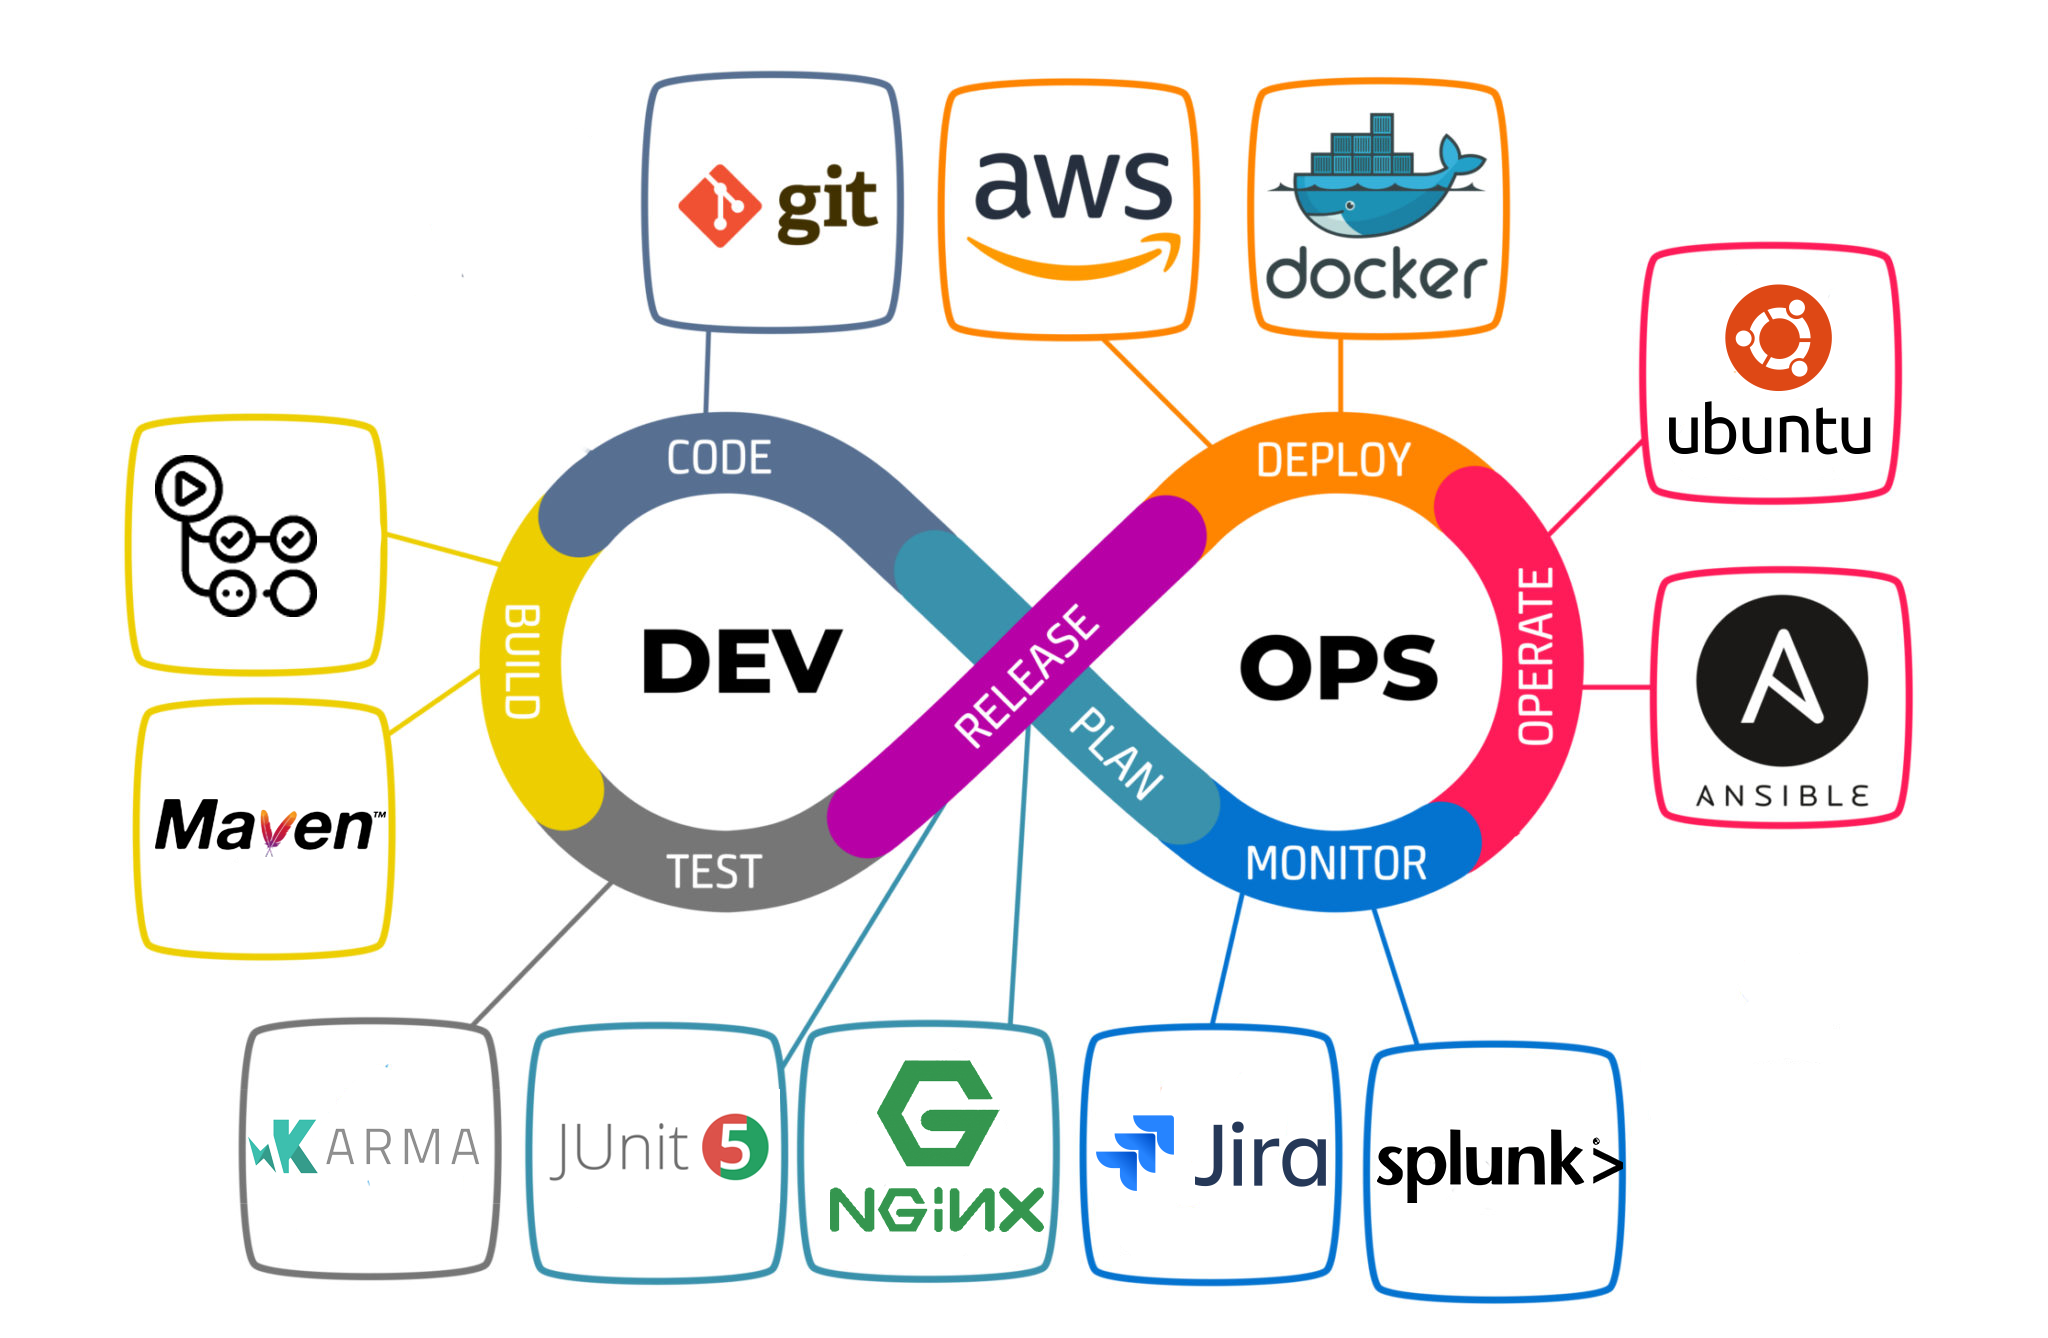 git
aws
docker
ubuntu
CODE
DEPLOY
BUILD
DEV
RELEASE
OPS
OPERATE
PLAN
Maven™
ANSIBLE
TEST
MONITOR
KARMA
JUnit 5
NGINX
Jira
splunk>